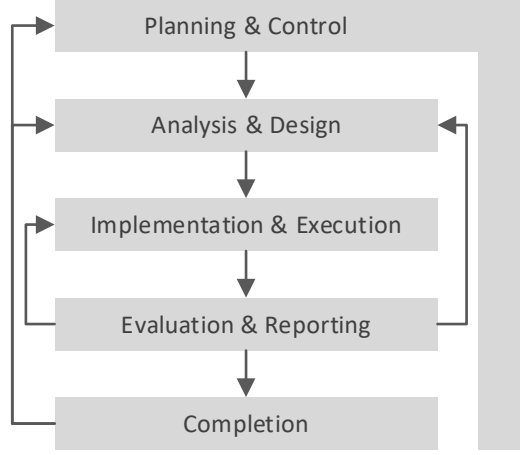 Planning & Control
Analysis & Design
Implementation & Execution
Evaluation & Reporting
Completion